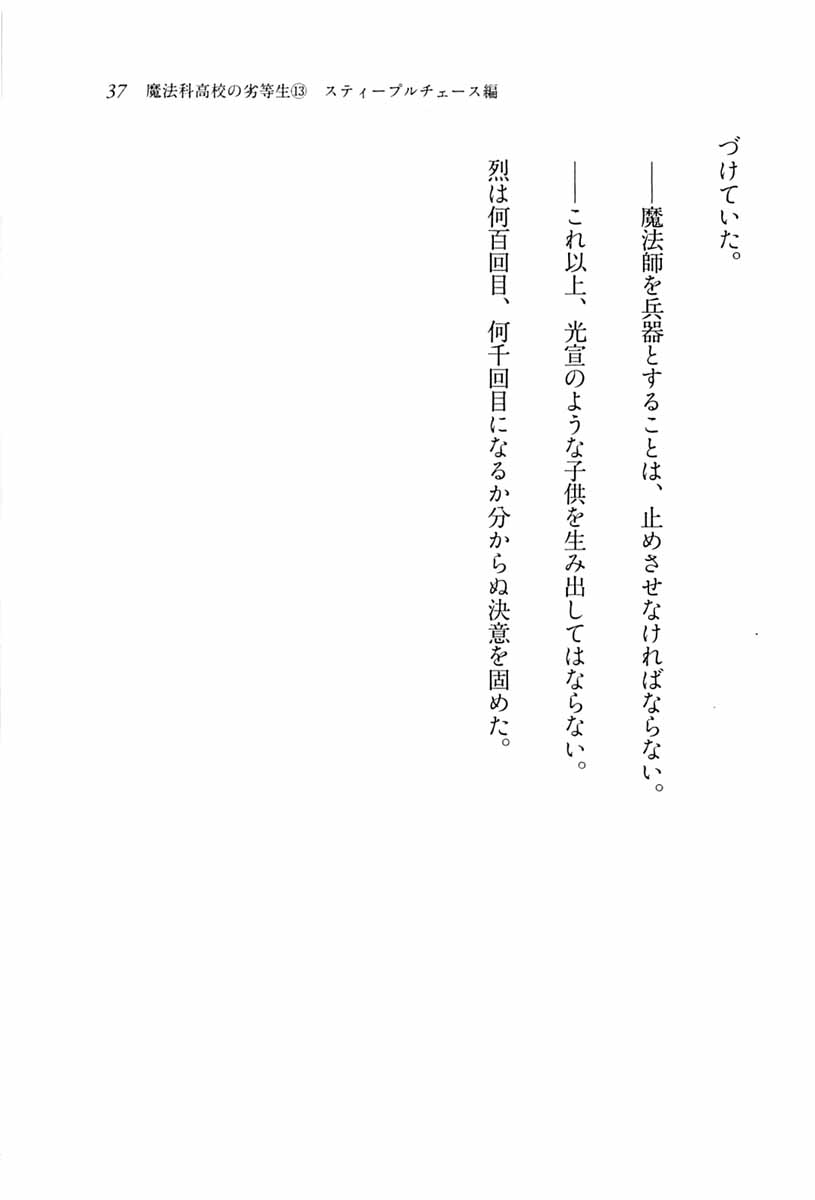 37 魔法科高校の劣等生⑬ スティープルチェース編
づけていた。
――魔法師を兵器とすることは、止めさせなければならない。
――これ以上、光宣のような子供を生み出してはならない。
烈は何百回目、何千回目になるか分からぬ決意を固めた。